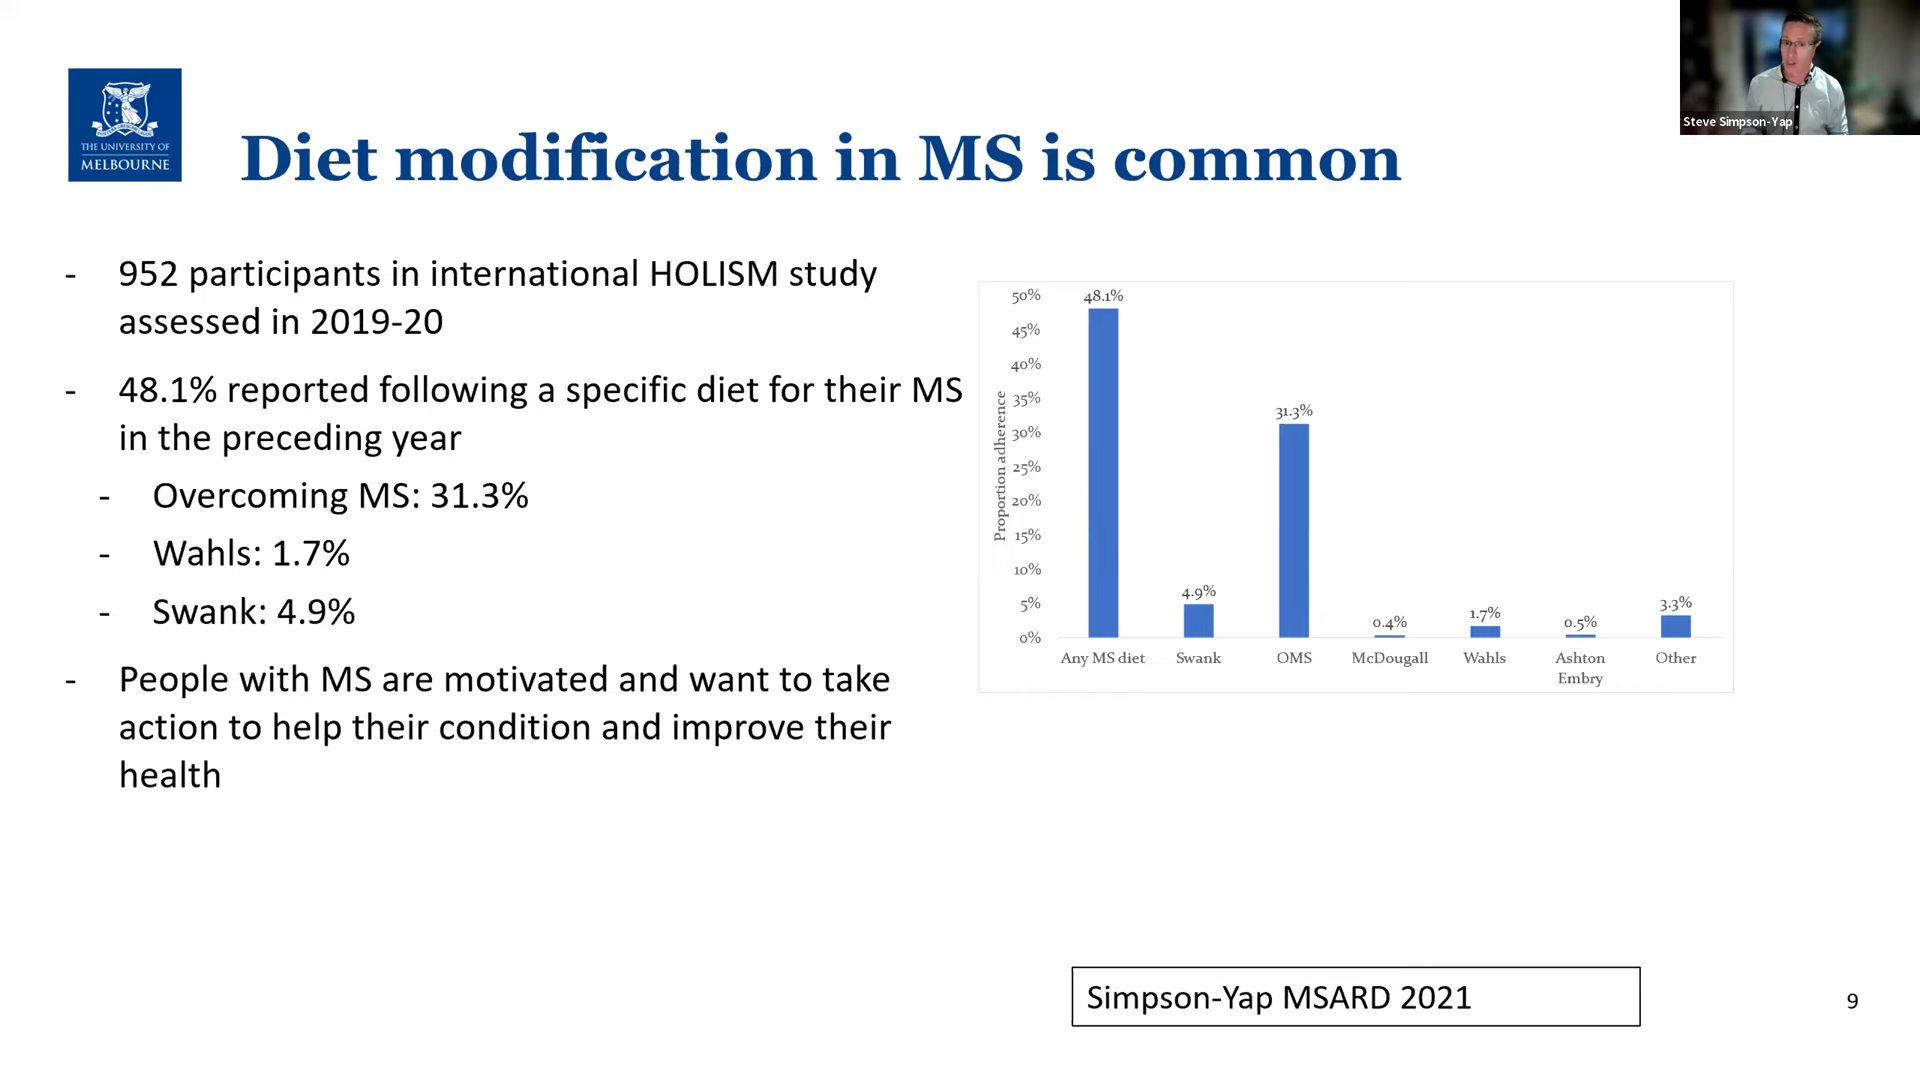 Steve Simpson-Yap
THE UNIVERSITY OF
MELBOURNE
Diet modification in MS is common
- 952 participants in international HOLISM study
assessed in 2019-20
- 48.1% reported following a specific diet for their MS
in the preceding year
- Overcoming MS: 31.3%
- Wahls: 1.7%
- Swank: 4.9%
- People with MS are motivated and want to take
action to help their condition and improve their
health
Proportion adherence
50%
45%
40%
35%
30%
25%
20%
15%
10%
5%
0%
48.1%
4.9%
31.3%
0.4%
1.7%
0.5%
3.3%
Any MS diet
Swank
OMS
McDougall
Wahls
Ashton
Embry
Other
Simpson-Yap MSARD 2021
9